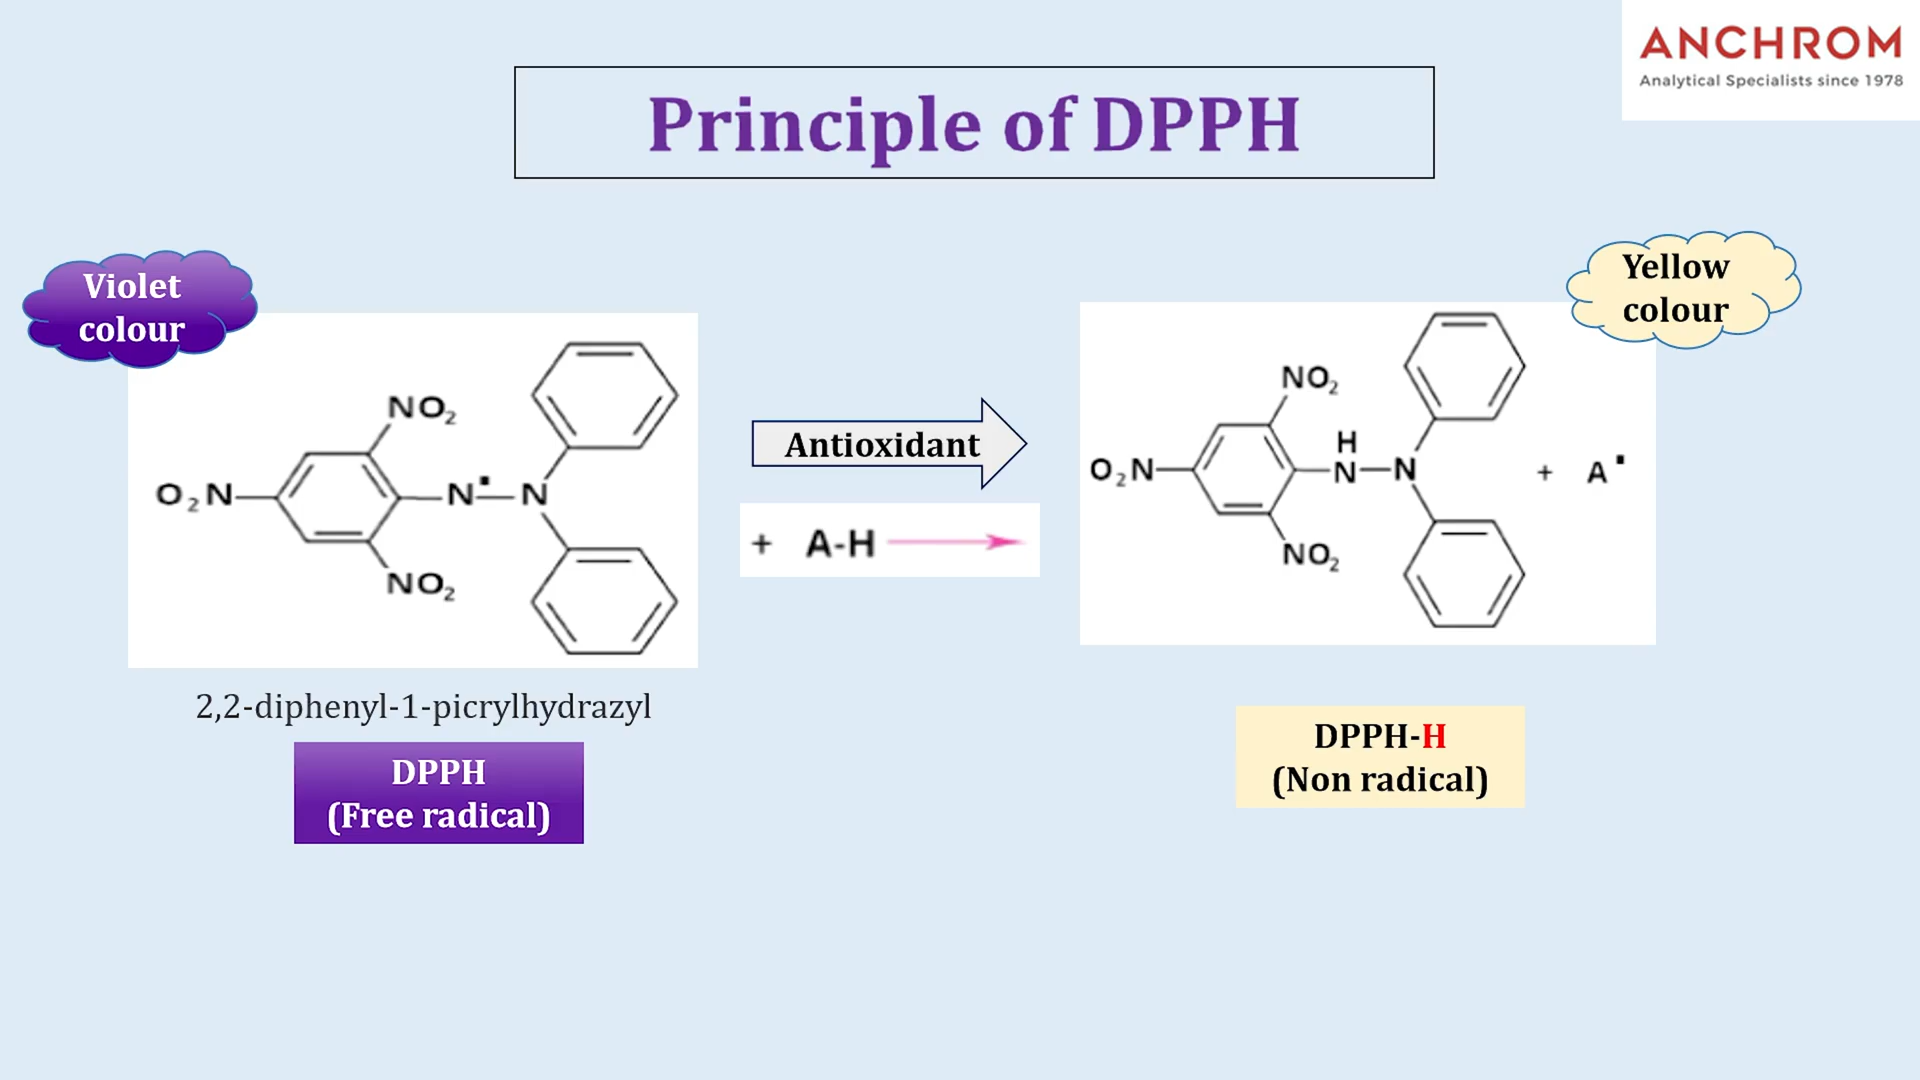 ANCHROM
Analytical Specialists since 1978
Principle of DPPH
Violet
colour
Yellow
colour
NO₂
O₂N
N·
N
NO₂
Antioxidant
+ A-H
NO₂
O₂N
H
N
N
NO₂
+ A·
2,2-diphenyl-1-picrylhydrazyl
DPPH
(Free radical)
DPPH-H
(Non radical)